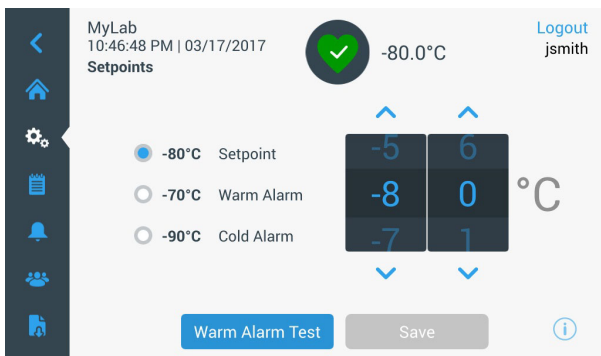 MyLab
10:46:48 PM | 03/17/2017
Setpoints
-80.0°C
Logout
jsmith
-80°C Setpoint
-70°C Warm Alarm
-90°C Cold Alarm
-5 6
-8 0
-7 1
°C
Warm Alarm Test
Save
i